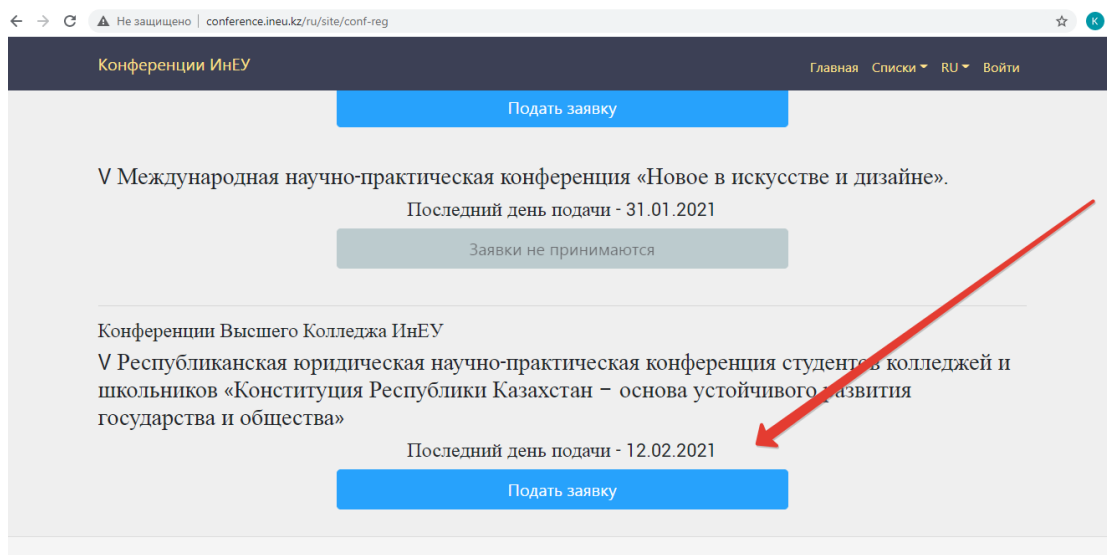 Не защищено | conference.ineu.kz/ru/site/conf-reg
К
Конференции ИнЕУ
Главная Списки RU Войти
Подать заявку
V Международная научно-практическая конференция «Новое в искусстве и дизайне».
Последний день подачи - 31.01.2021
Заявки не принимаются
Конференции Высшего Колледжа ИнЕУ
V Республиканская юридическая научно-практическая конференция студентов колледжей и
школьников «Конституция Республики Казахстан – основа устойчивого развития
государства и общества»
Последний день подачи - 12.02.2021
Подать заявку